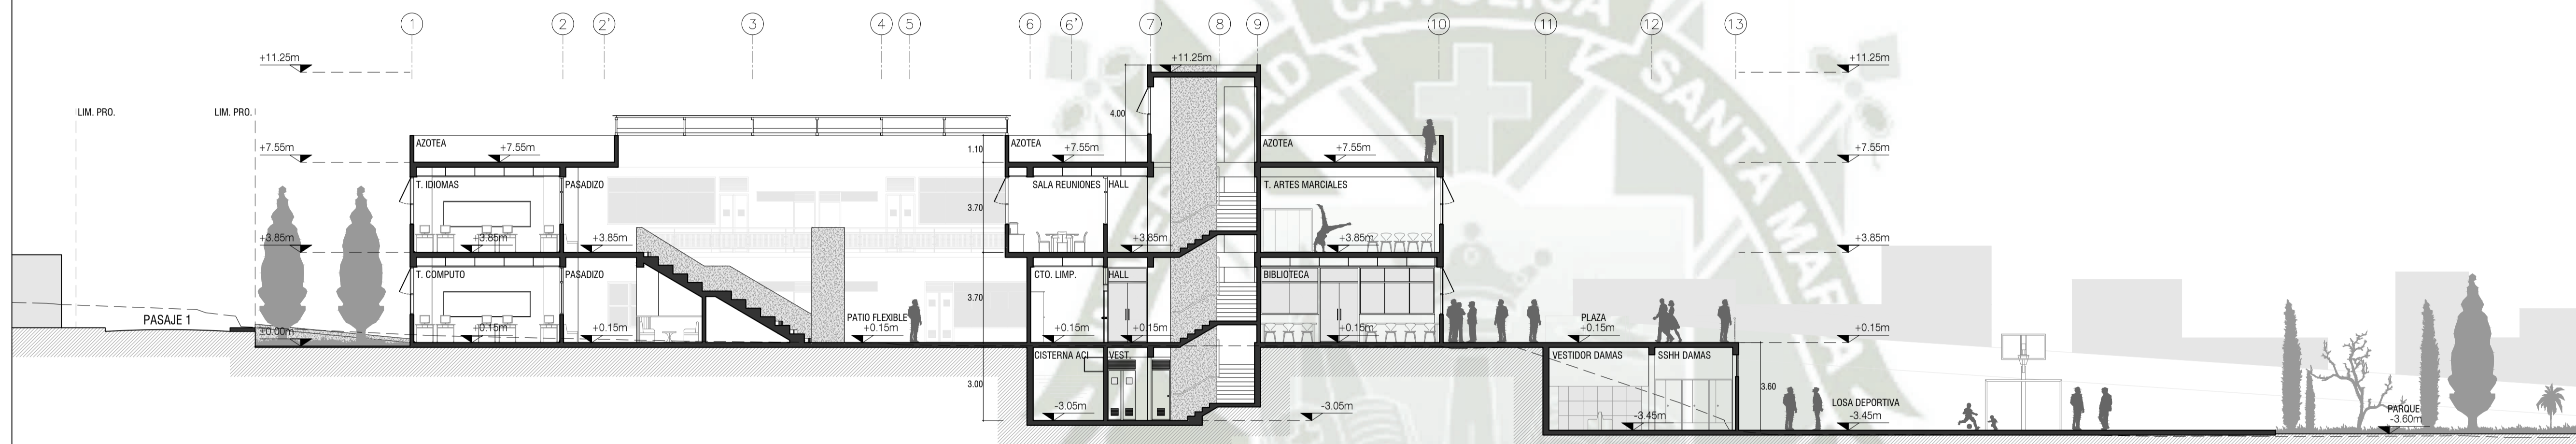 1
2
2'
3
4
5
6
6'
7
8
9
10
11
12
13
CATOLICA
SANTA MARIA
+11.25m
+11.25m
+11.25m
LIM. PRO.
LIM. PRO.
4.00
AZOTEA
AZOTEA
AZOTEA
1.10
+7.55m
+7.55m
+7.55m
+7.55m
+7.55m
T. IDIOMAS
PASADIZO
SALA REUNIONES
HALL
T. ARTES MARCIALES
3.70
+3.85m
+3.85m
+3.85m
+3.85m
+3.85m
+3.85m
T. COMPUTO
PASADIZO
CTO. LIMP.
HALL
BIBLIOTECA
3.70
PASAJE 1
PATIO FLEXIBLE
PLAZA
±0.00m
+0.15m
+0.15m
+0.15m
+0.15m
+0.15m
+0.15m
+0.15m
+0.15m
CISTERNA ACI
VEST.
VESTIDOR DAMAS
SSHH DAMAS
3.00
3.60
-3.05m
-3.05m
LOSA DEPORTIVA
-3.45m
-3.45m
PARQUE
-3.60m